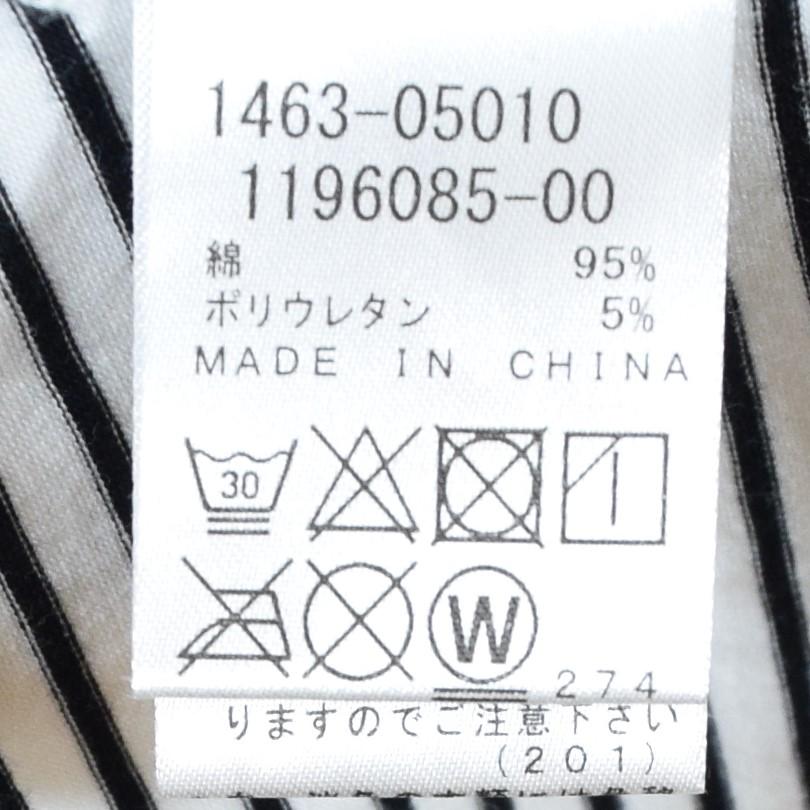 1463-05010
1196085-00
綿 95%
ポリウレタン 5%
MADE IN CHINA
30
W
274
りますのでご注意下さい
(201)